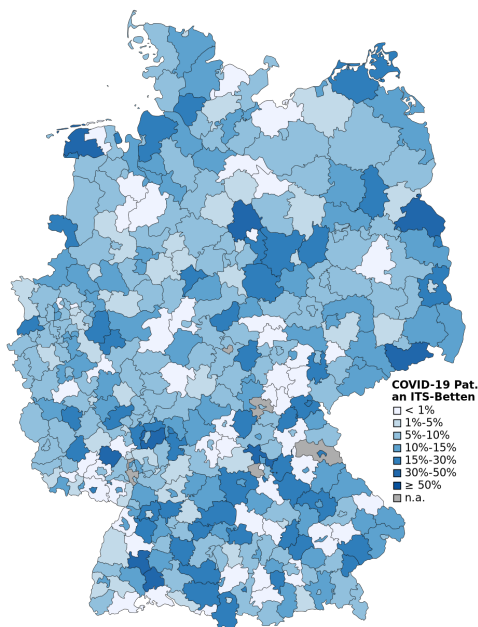 COVID-19 Pat.
an ITS-Betten
< 1%
1%-5%
5%-10%
10%-15%
15%-30%
30%-50%
≥ 50%
n.a.